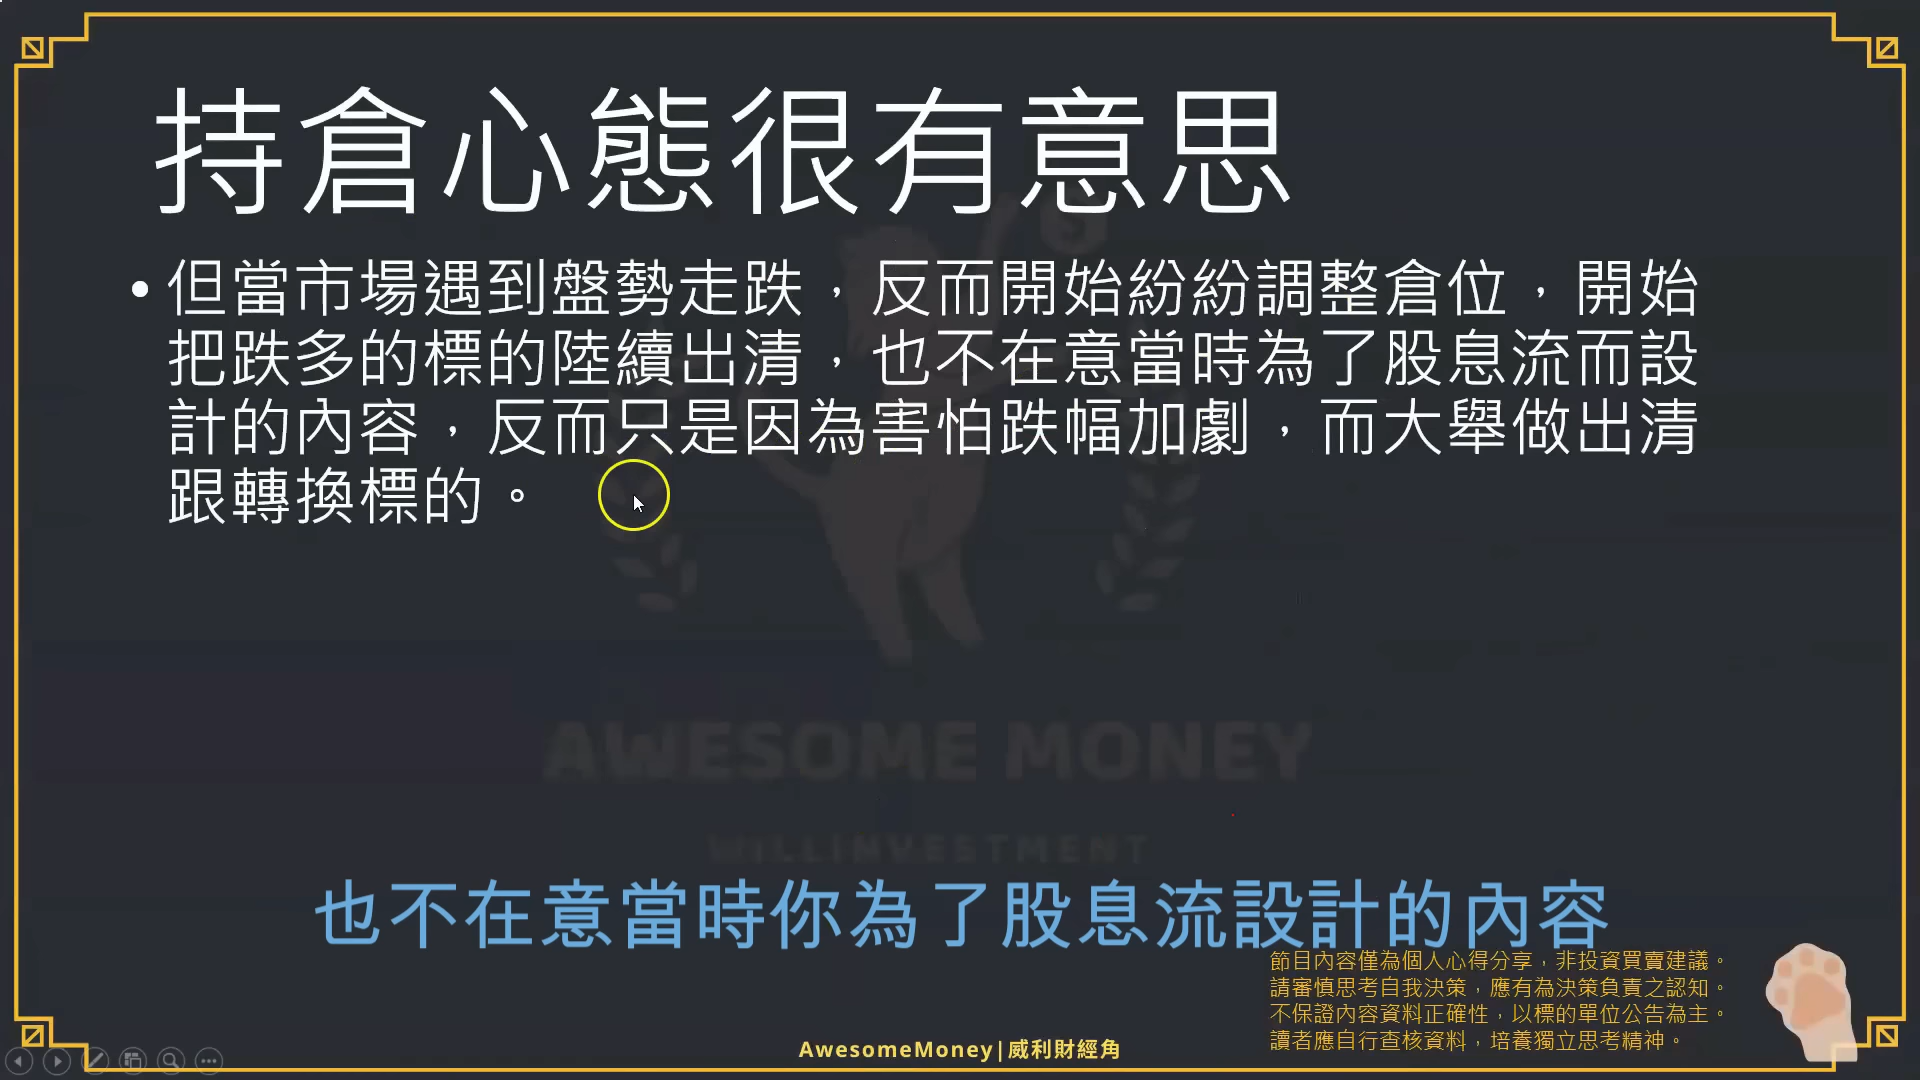 持倉心態很有意思
•但當市場遇到盤勢走跌，反而開始紛紛調整倉位，開始
把跌多的標的陸續出清，也不在意當時為了股息流而設
計的內容，反而只是因為害怕跌幅加劇，而大舉做出清
跟轉換標的。
AWESOME MONEY
WILLINVESTMENT
也不在意當時你為了股息流設計的內容
節目內容僅為個人心得分享，非投資買賣建議。
請審慎思考自我決策，應有為決策負責之認知。
不保證內容資料正確性，以標的單位公告為主。
讀者應自行查核資料，培養獨立思考精神。
AwesomeMoney|威利財經角